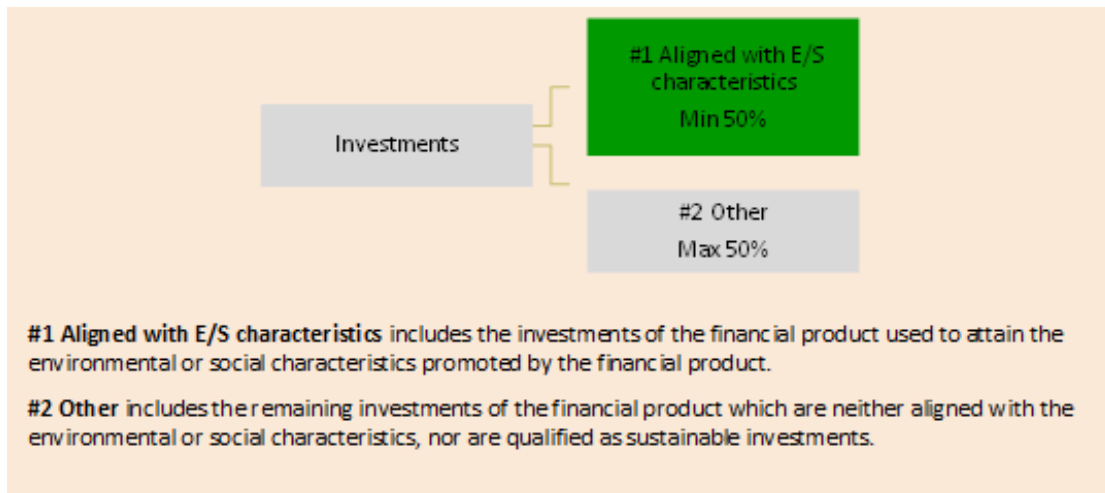 #1 Aligned with E/S
characteristics
Min 50%
Investments
#2 Other
Max 50%
#1 Aligned with E/S characteristics includes the investments of the financial product used to attain the
environmental or social characteristics promoted by the financial product.
#2 Other includes the remaining investments of the financial product which are neither aligned with the
environmental or social characteristics, nor are qualified as sustainable investments.